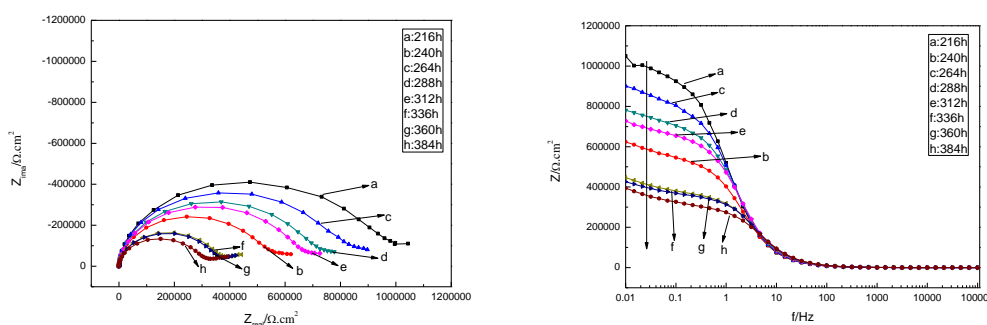 -1200000
-1000000
-800000
-600000
-400000
-200000
0
Z_imag/Ω.cm²
0 200000 400000 600000 800000 1000000 1200000
Z_real/Ω.cm²
a:216h
b:240h
c:264h
d:288h
e:312h
f:336h
g:360h
h:384h
a
c
d
e
b
f
g
h
1200000
1000000
800000
600000
400000
200000
0
Z/Ω.cm²
0.01 0.1 1 10 100 1000 10000 100000
f/Hz
a:216h
b:240h
c:264h
d:288h
e:312h
f:336h
g:360h
h:384h
a
c
d
e
b
f
g
h